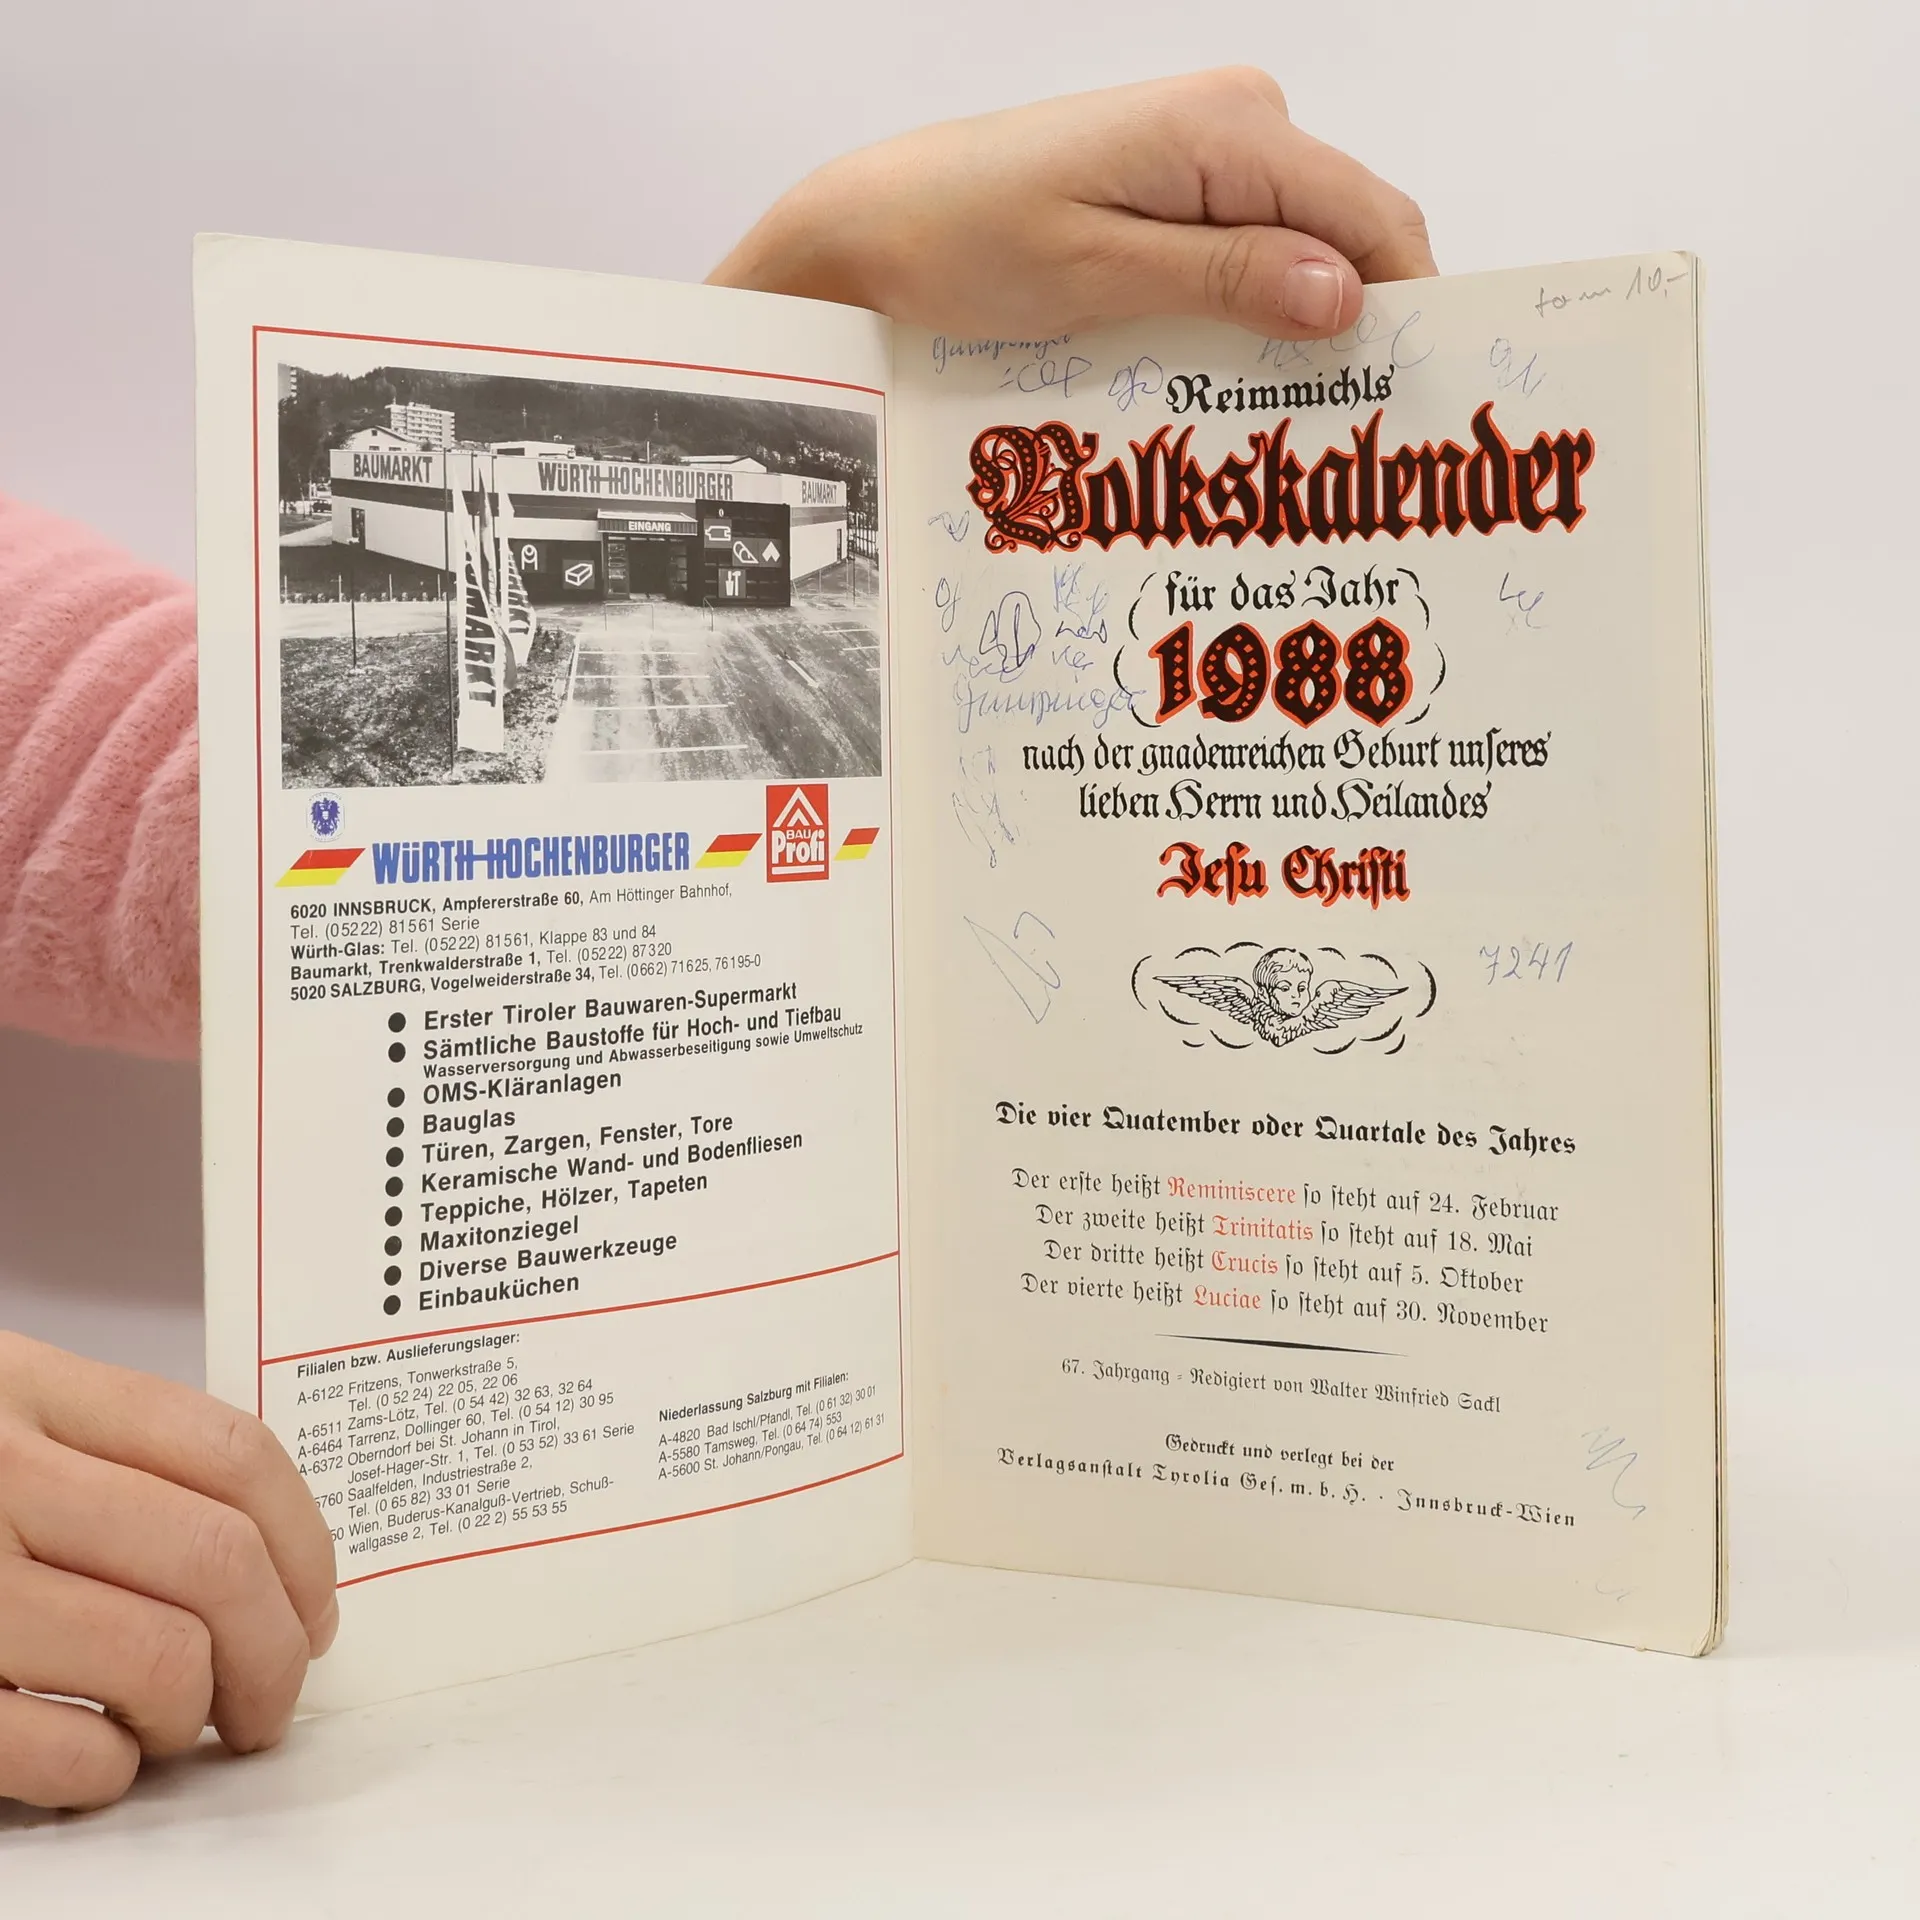 BAUMARKT
WÜRTH-HOCHENBURGER
BAUMARKT
EINGANG
WÜRTH-HOCHENBURGER
BAU
Profi
6020 INNSBRUCK, Ampfererstraße 60, Am Höttinger Bahnhof,
Tel. (05222) 81561 Serie
Würth-Glas: Tel. (05222) 81561, Klappe 83 und 84
Baumarkt, Trenkwalderstraße 1, Tel. (05222) 87320
5020 SALZBURG, Vogelweiderstraße 34, Tel. (0662) 71625, 76195-0
● Erster Tiroler Bauwaren-Supermarkt
● Sämtliche Baustoffe für Hoch- und Tiefbau
Wasserversorgung und Abwasserbeseitigung sowie Umweltschutz
● OMS-Kläranlagen
● Bauglas
● Türen, Zargen, Fenster, Tore
● Keramische Wand- und Bodenfliesen
● Teppiche, Hölzer, Tapeten
● Maxitonziegel
● Diverse Bauwerkzeuge
● Einbauküchen
Filialen bzw. Auslieferungslager:
A-6122 Fritzens, Tonwerkstraße 5,
Tel. (0 52 24) 22 05, 22 06
A-6511 Zams-Lötz, Tel. (0 54 42) 32 63, 32 64
A-6464 Tarrenz, Dollinger 60, Tel. (0 54 12) 30 95
A-6372 Oberndorf bei St. Johann in Tirol,
Josef-Hager-Str. 1, Tel. (0 53 52) 33 61 Serie
5760 Saalfelden, Industriestraße 2,
Tel. (0 65 82) 33 01 Serie
50 Wien, Buderus-Kanalguß-Vertrieb, Schuß-
wallgasse 2, Tel. (0 22 2) 55 53 55
Niederlassung Salzburg mit Filialen:
A-4820 Bad Ischl/Pfandl, Tel. (0 61 32) 30 01
A-5580 Tamsweg, Tel. (0 64 74) 553
A-5600 St. Johann/Pongau, Tel. (0 64 12) 61 31
10,-
Reimmichls
Volkskalender
für das Jahr
1988
nach der gnadenreichen Geburt unseres
lieben Herrn und Heilandes
Jesu Christi
7241
Die vier Quatember oder Quartale des Jahres
Der erste heißt Reminiscere so steht auf 24. Februar
Der zweite heißt Trinitatis so steht auf 18. Mai
Der dritte heißt Crucis so steht auf 5. Oktober
Der vierte heißt Luciae so steht auf 30. November
67. Jahrgang - Redigiert von Walter Winfried Sackl
Gedruckt und verlegt bei der
Verlagsanstalt Tyrolia Ges. m. b. H. · Innsbruck-Wien